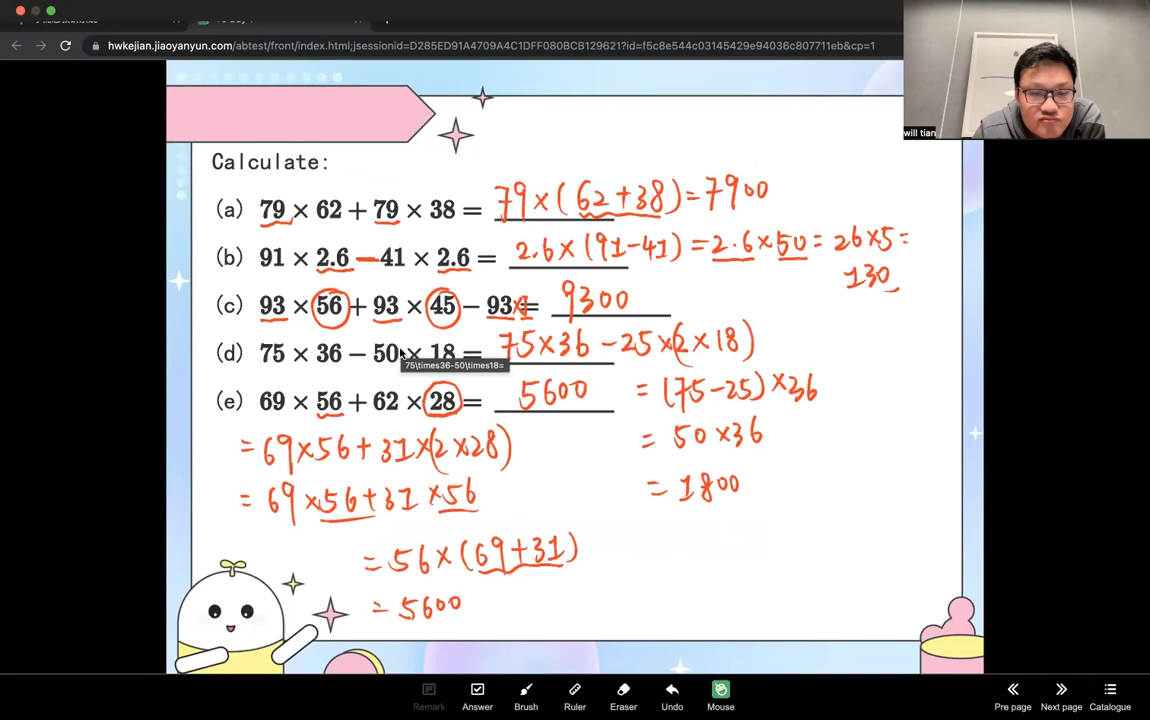 hwkejian.jiaoyanyun.com/abtest/front/index.html;jsessionid=D285ED91A4709A4C1DFF080BCB129621?id=f5c8e544c03145429e94036c807711eb&cp=1
will tian
Calculate:
(a) 79 × 62 + 79 × 38 = 79×(62+38)=7900
(b) 91 × 2.6 − 41 × 2.6 = 2.6×(91-41) = 2.6×50 = 26×5 =
130
(c) 93 × 56 + 93 × 45 − 93×1 = 9300
(d) 75 × 36 − 50 × 18 = 75×36 -25×(2×18)
75\times36-50\times18=
= (75-25)×36
= 50×36
= 1800
(e) 69 × 56 + 62 × 28 = 5600
= 69×56+31×(2×28)
= 69×56+31×56
= 56×(69+31)
= 5600
Remark Answer Brush Ruler Eraser Undo Mouse Pre page Next page Catalogue